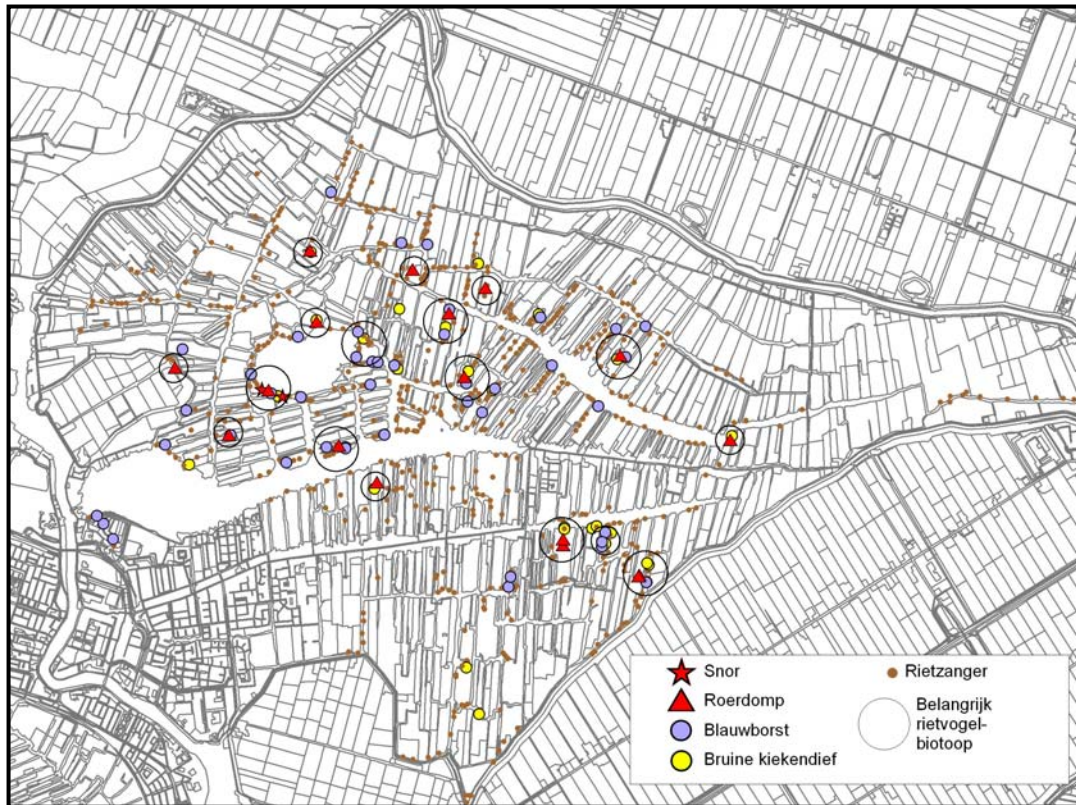 Snor
Roerdomp
Blauwborst
Bruine kiekendief
Rietzanger
Belangrijk
rietvogel-
biotoop